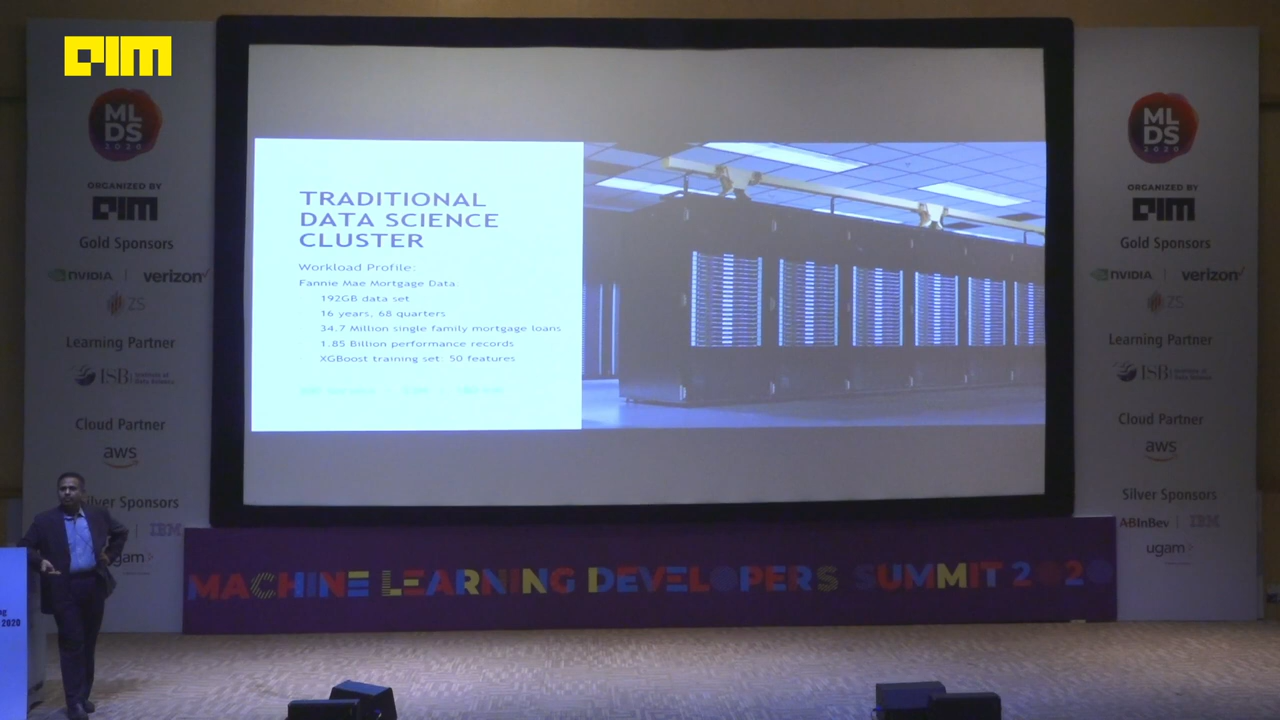 AIM
MLDS
2020
ORGANIZED BY
AIM
Gold Sponsors
NVIDIA | verizon
ZS
Learning Partner
ISB
Cloud Partner
aws
Silver Sponsors
IBM
gam
TRADITIONAL
DATA SCIENCE
CLUSTER
Workload Profile:
Fannie Mae Mortgage Data:
192GB data set
16 years, 68 quarters
34.7 Million single family mortgage loans
1.85 Billion performance records
XGBoost training set: 50 features
MACHINE LEARNING DEVELOPERS SUMMIT 2020
MLDS
2020
ORGANIZED BY
AIM
Gold Sponsors
NVIDIA | verizon
ZS
Learning Partner
ISB
Cloud Partner
aws
Silver Sponsors
ABInBev | IBM
ugam
2020